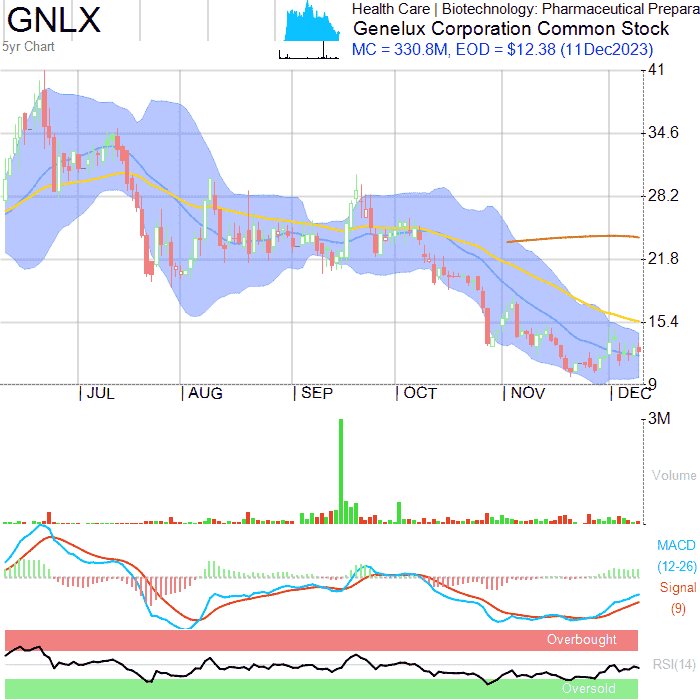 GNLX
5yr Chart
Health Care | Biotechnology: Pharmaceutical Prepara
Genelux Corporation Common Stock
MC = 330.8M, EOD = $12.38 (11Dec2023)
41
34.6
28.2
21.8
15.4
9
JUL
AUG
SEP
OCT
NOV
DEC
3M
Volume
MACD
(12-26)
Signal
(9)
Overbought
RSI(14)
Oversold